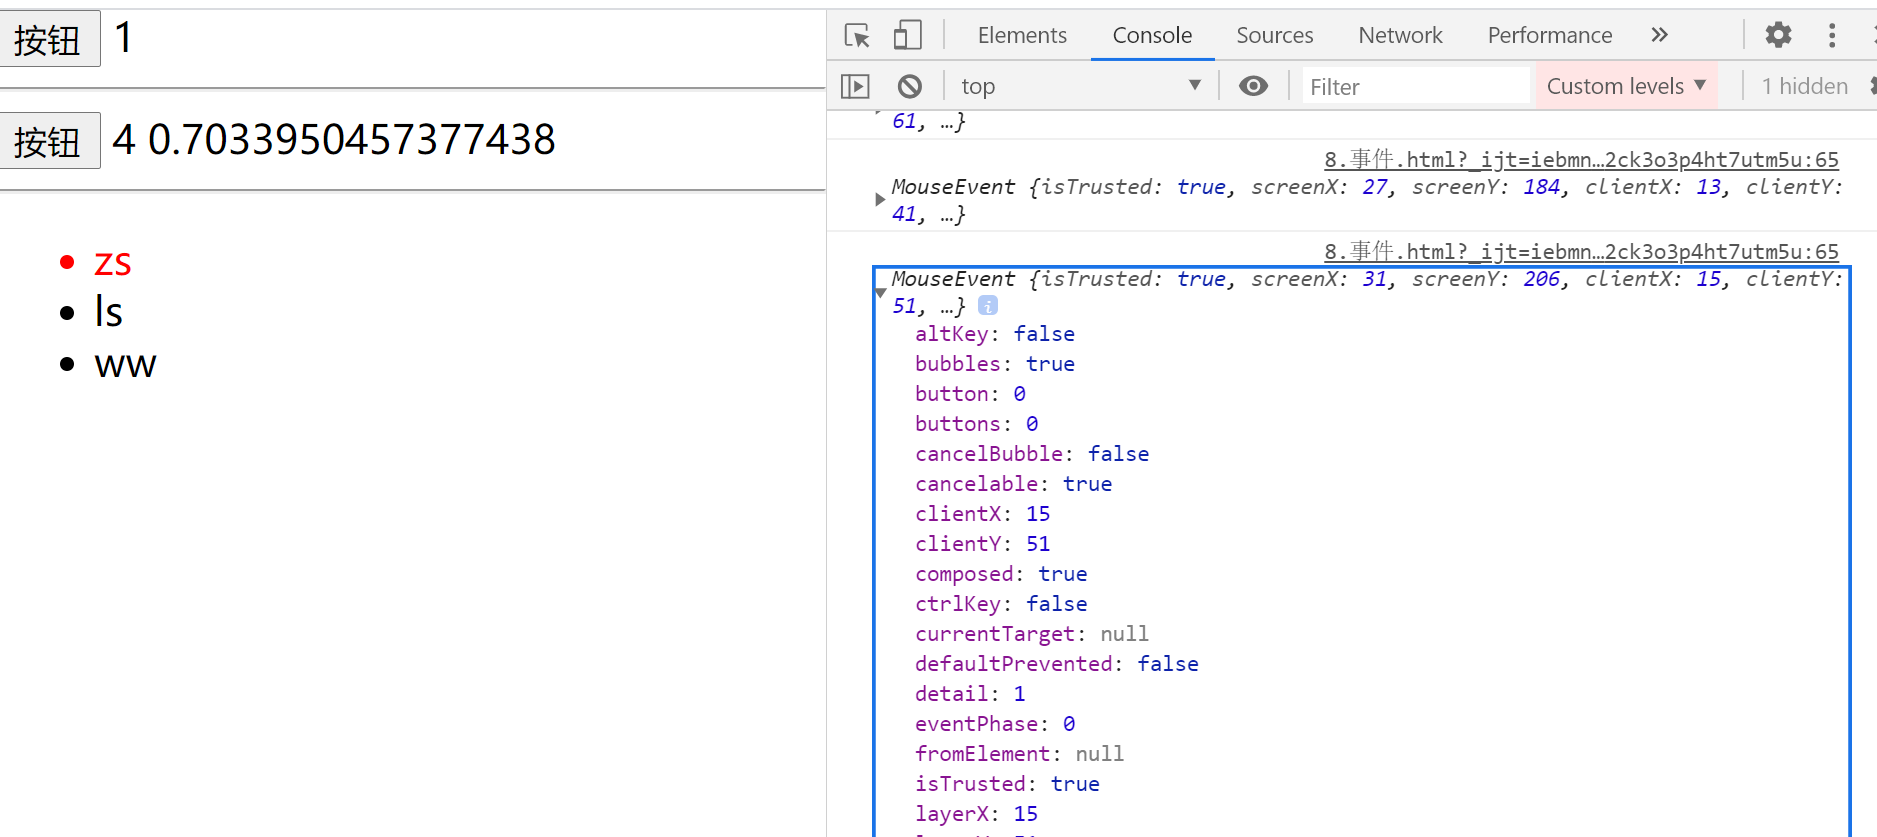 按钮 1
按钮 4 0.7033950457377438
zs
ls
ww
Elements Console Sources Network Performance »
top Filter Custom levels ▼ 1 hidden
61, …}
8.事件.html?_ijt=iebmn…2ck3o3p4ht7utm5u:65
MouseEvent {isTrusted: true, screenX: 27, screenY: 184, clientX: 13, clientY:
41, …}
8.事件.html?_ijt=iebmn…2ck3o3p4ht7utm5u:65
MouseEvent {isTrusted: true, screenX: 31, screenY: 206, clientX: 15, clientY:
51, …} i
altKey: false
bubbles: true
button: 0
buttons: 0
cancelBubble: false
cancelable: true
clientX: 15
clientY: 51
composed: true
ctrlKey: false
currentTarget: null
defaultPrevented: false
detail: 1
eventPhase: 0
fromElement: null
isTrusted: true
layerX: 15